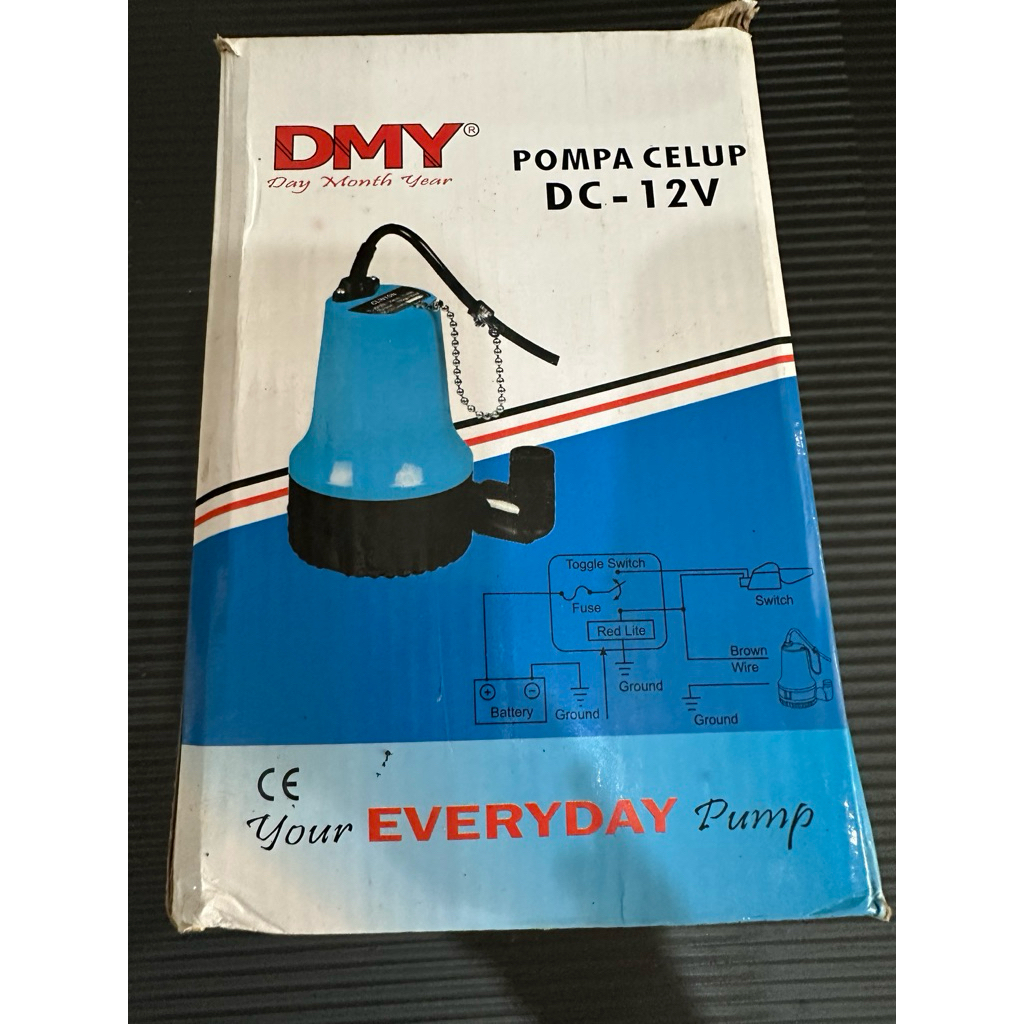 DMY®
Day Month Year
POMPA CELUP
DC - 12V
CLINTON
Toggle Switch
Fuse
Switch
Red Lite
Brown
Wire
Ground
Battery
Ground
Ground
CE
Your EVERYDAY Pump